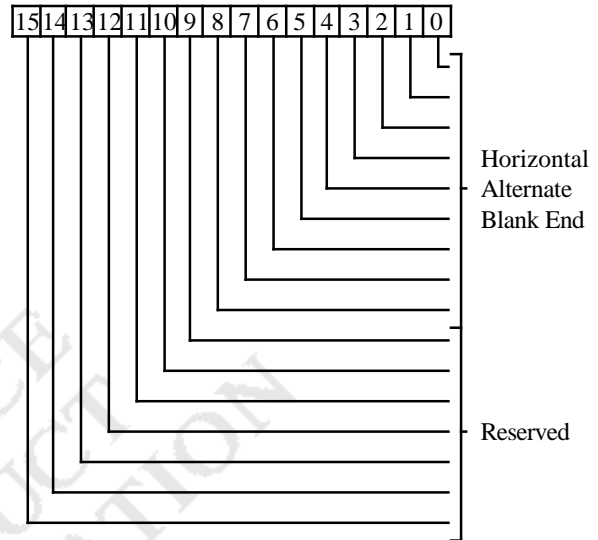 15 14 13 12 11 10 9 8 7 6 5 4 3 2 1 0
Horizontal
Alternate
Blank End
Reserved